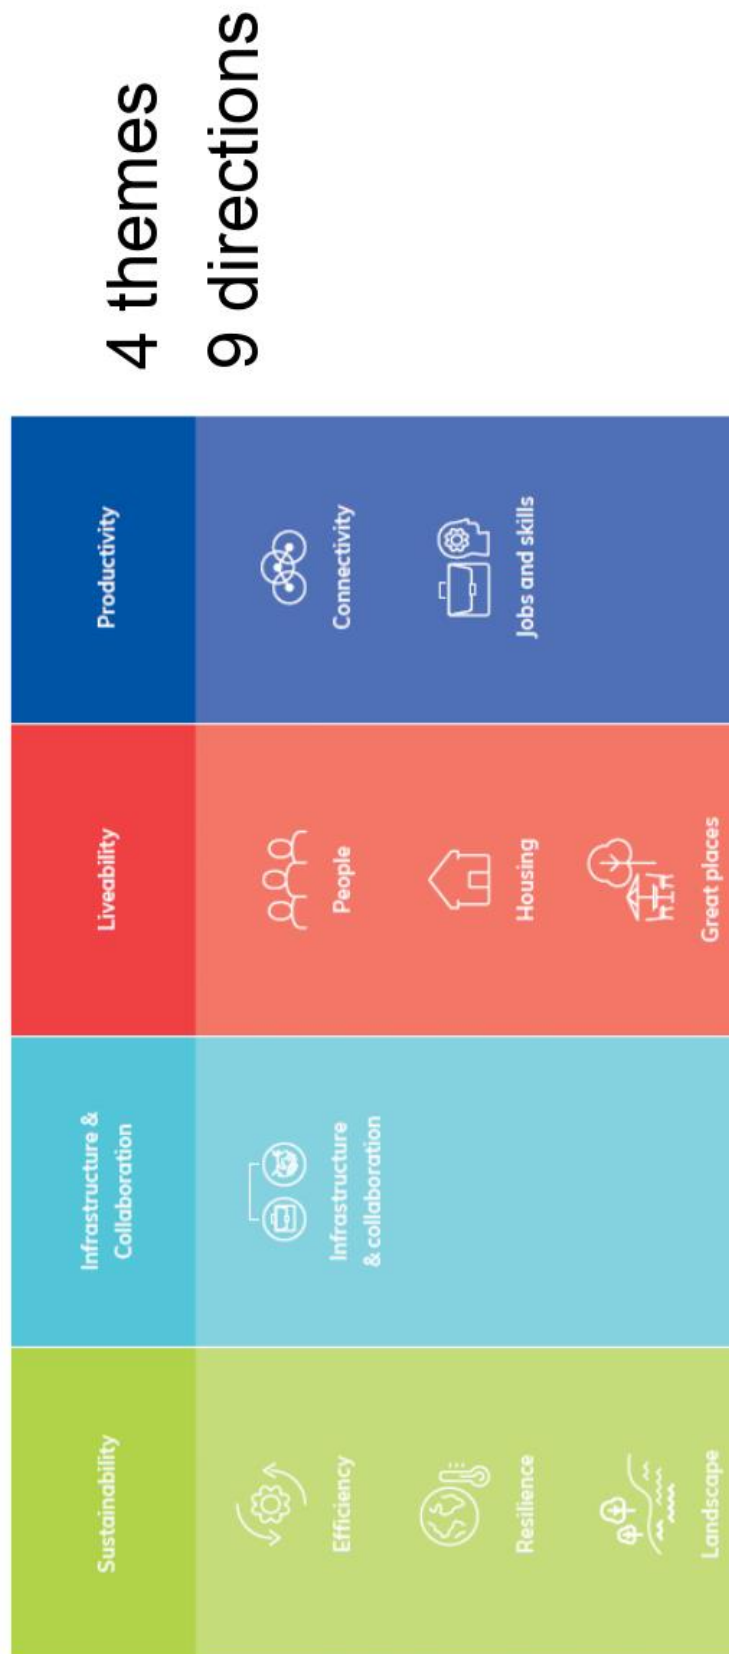 Sustainability
Infrastructure &
Collaboration
Liveability
Productivity
Efficiency
Infrastructure
& collaboration
People
Connectivity
Resilience
Housing
Jobs and skills
Landscape
Great places
4 themes
9 directions